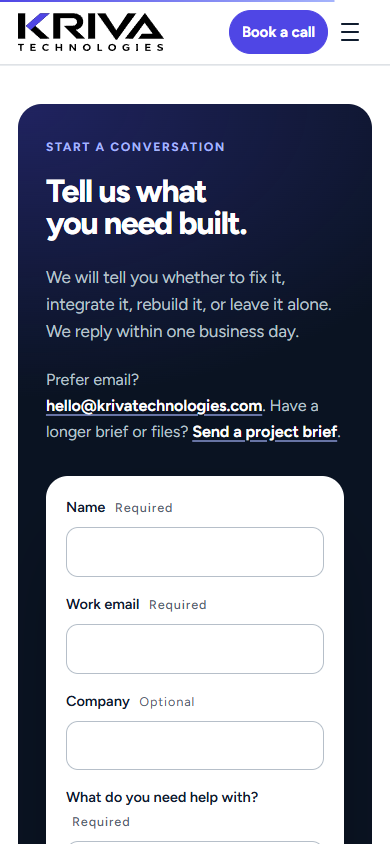 KRIVA
TECHNOLOGIES
Book a call
START A CONVERSATION
Tell us what
you need built.
We will tell you whether to fix it,
integrate it, rebuild it, or leave it alone.
We reply within one business day.
Prefer email?
hello@krivatechnologies.com. Have a
longer brief or files? Send a project brief.
Name Required
Work email Required
Company Optional
What do you need help with?
Required